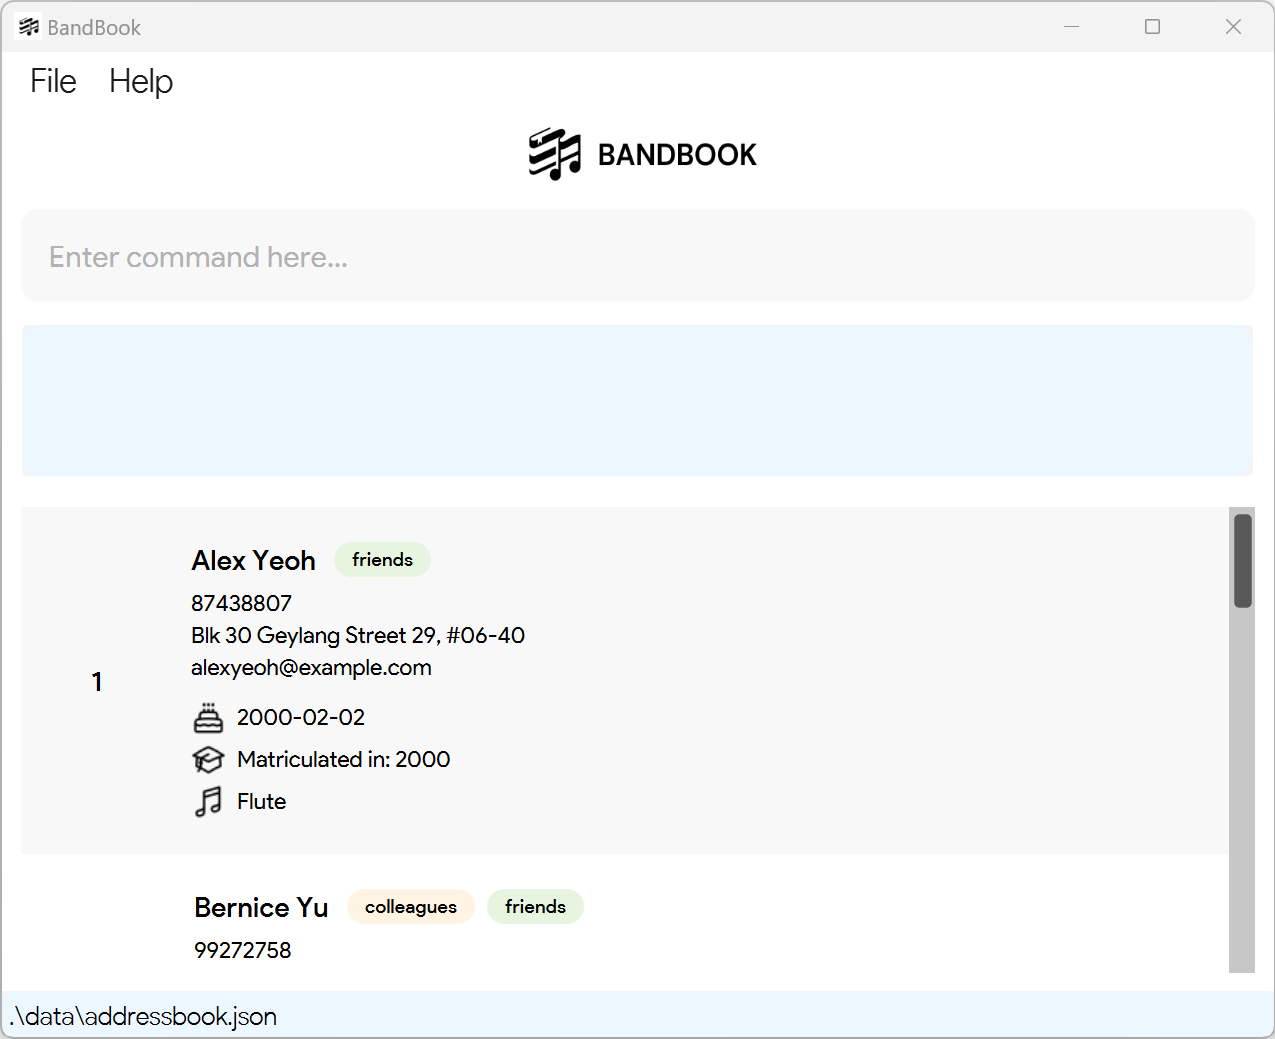 BandBook
File Help
BANDBOOK
Enter command here...
Alex Yeoh friends
87438807
Blk 30 Geylang Street 29, #06-40
alexyeoh@example.com
1
2000-02-02
Matriculated in: 2000
Flute
Bernice Yu colleagues friends
99272758
.\data\addressbook.json